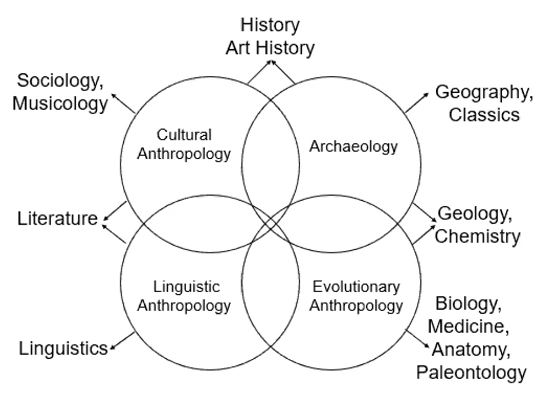 History
Art History
Sociology,
Musicology
Geography,
Classics
Cultural
Anthropology
Archaeology
Literature
Geology,
Chemistry
Linguistic
Anthropology
Evolutionary
Anthropology
Linguistics
Biology,
Medicine,
Anatomy,
Paleontology